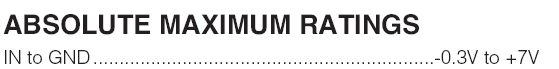 ABSOLUTE MAXIMUM RATINGS
IN to GND.................................................................-0.3V to +7V